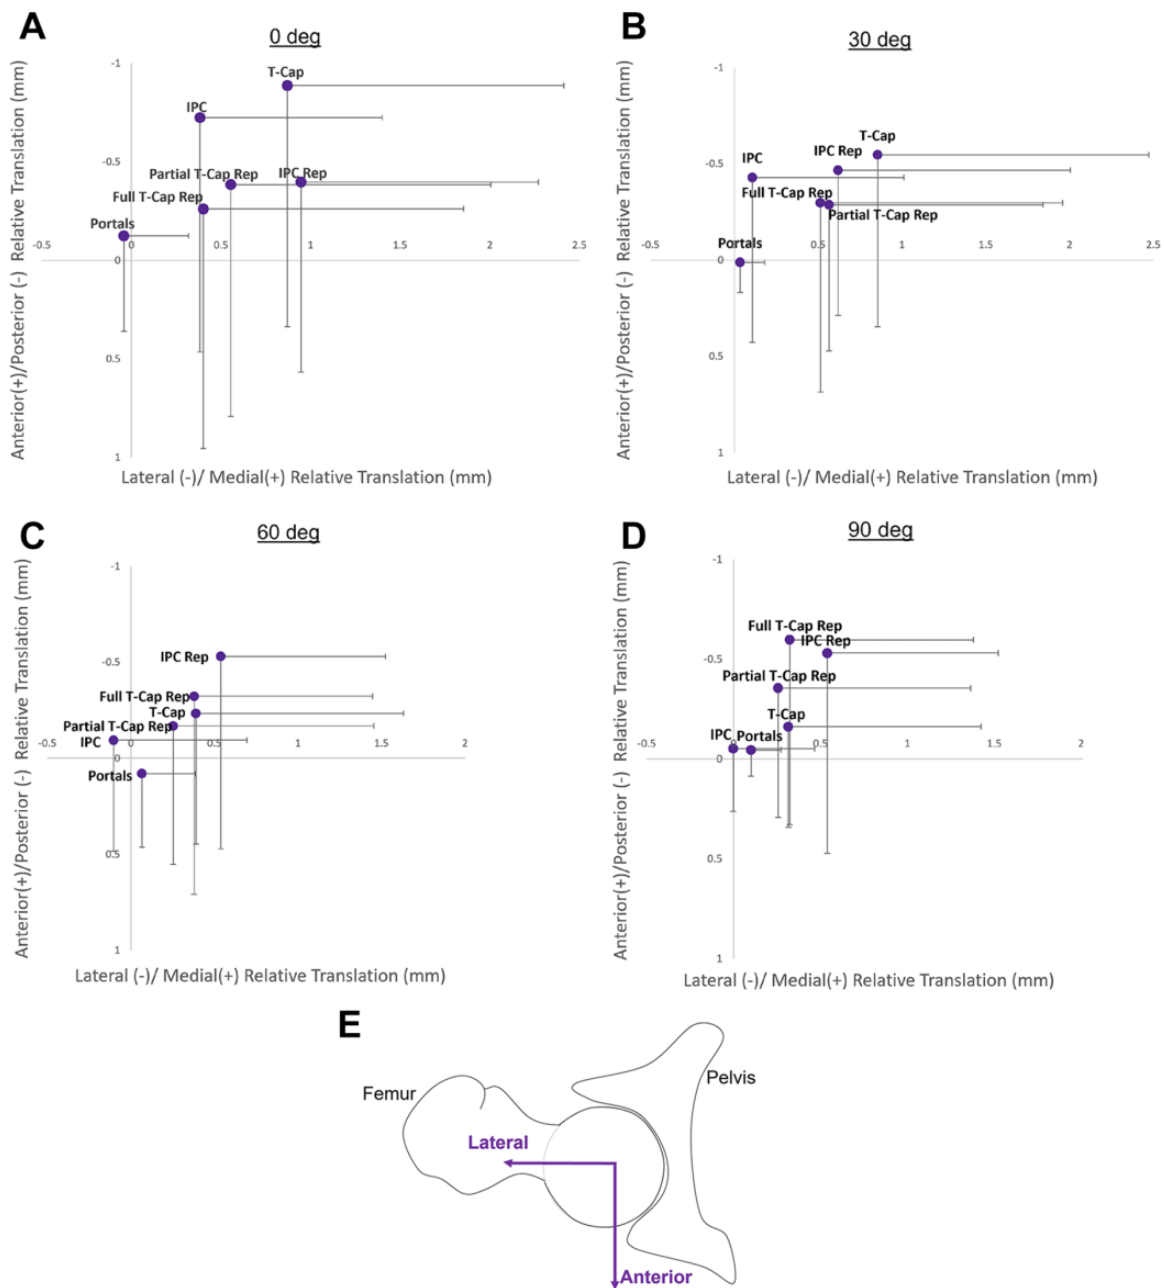 A
0 deg
Anterior(+)/Posterior (-) Relative Translation (mm)
-1
T-Cap
IPC
-0.5
Partial T-Cap Rep
IPC Rep
Full T-Cap Rep
Portals
-0.5
0.5
1
1.5
2
2.5
0
0.5
1
Lateral (-)/ Medial(+) Relative Translation (mm)
B
30 deg
Anterior(+)/Posterior (-) Relative Translation (mm)
-1
T-Cap
IPC Rep
IPC
-0.5
Full T-Cap Rep
Partial T-Cap Rep
Portals
-0.5
0.5
1
1.5
2
2.5
0
0.5
1
Lateral (-)/ Medial(+) Relative Translation (mm)
C
60 deg
Anterior(+)/Posterior (-) Relative Translation (mm)
-1
IPC Rep
-0.5
Full T-Cap Rep
T-Cap
Partial T-Cap Rep
IPC
-0.5
0.5
1
1.5
2
0
Portals
0.5
1
Lateral (-)/ Medial(+) Relative Translation (mm)
D
90 deg
Anterior(+)/Posterior (-) Relative Translation (mm)
-1
Full T-Cap Rep
IPC Rep
-0.5
Partial T-Cap Rep
T-Cap
IPC
Portals
-0.5
0.5
1
1.5
2
0
0.5
1
Lateral (-)/ Medial(+) Relative Translation (mm)
E
Femur
Pelvis
Lateral
Anterior